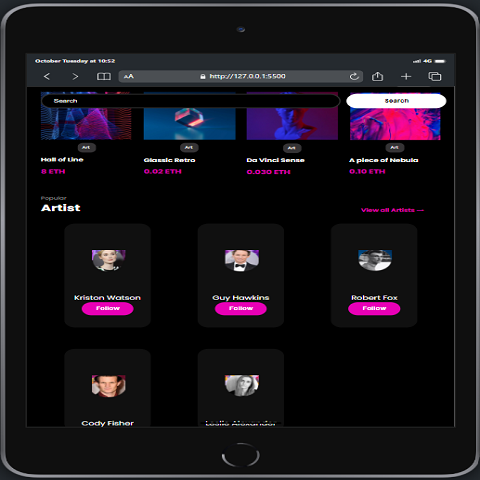 October Tuesday at 10:52
4G
AA http://127.0.0.1:5500
Search Search
Art Art Art Art
Hall of Line Glassic Retro Da Vinci Sense A piece of Nebula
8 ETH 0.02 ETH 0.030 ETH 0.10 ETH
Popular
Artist View all Artists
Kriston Watson Guy Hawkins Robert Fox
Follow Follow Follow
Cody Fisher Leslie Alexander